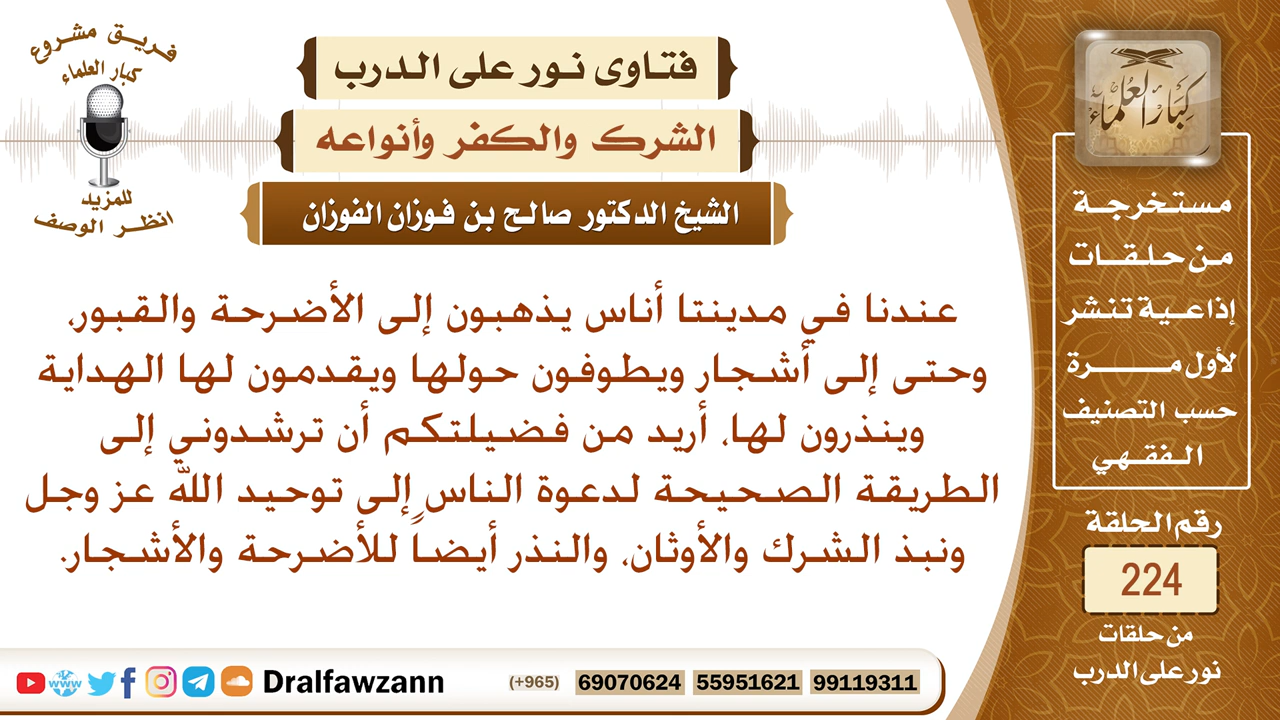 فريق مشروع
كبار العلماء
للمزيد
انظر الوصف
فتاوى نور على الدرب
الشرك والكفر وأنواعه
الشيخ الدكتور صالح بن فوزان الفوزان
كبار العلماء
مستخرجة
من حلقات
إذاعية تنشر
لأول مرة
حسب التصنيف
الفقهي
رقم الحلقة
224
من حلقات
نور على الدرب
عندنا في مدينتنا أناس يذهبون إلى الأضرحة والقبور،
وحتى إلى أشجار ويطوفون حولها ويقدمون لها الهداية
وينذرون لها، أريد من فضيلتكم أن ترشدوني إلى
الطريقة الصحيحة لدعوة الناس إلى توحيد الله عز وجل
ونبذ الشرك والأوثان، والنذر أيضاً للأضرحة والأشجار.
Dralfawzann (+965) 69070624 55951621 99119311